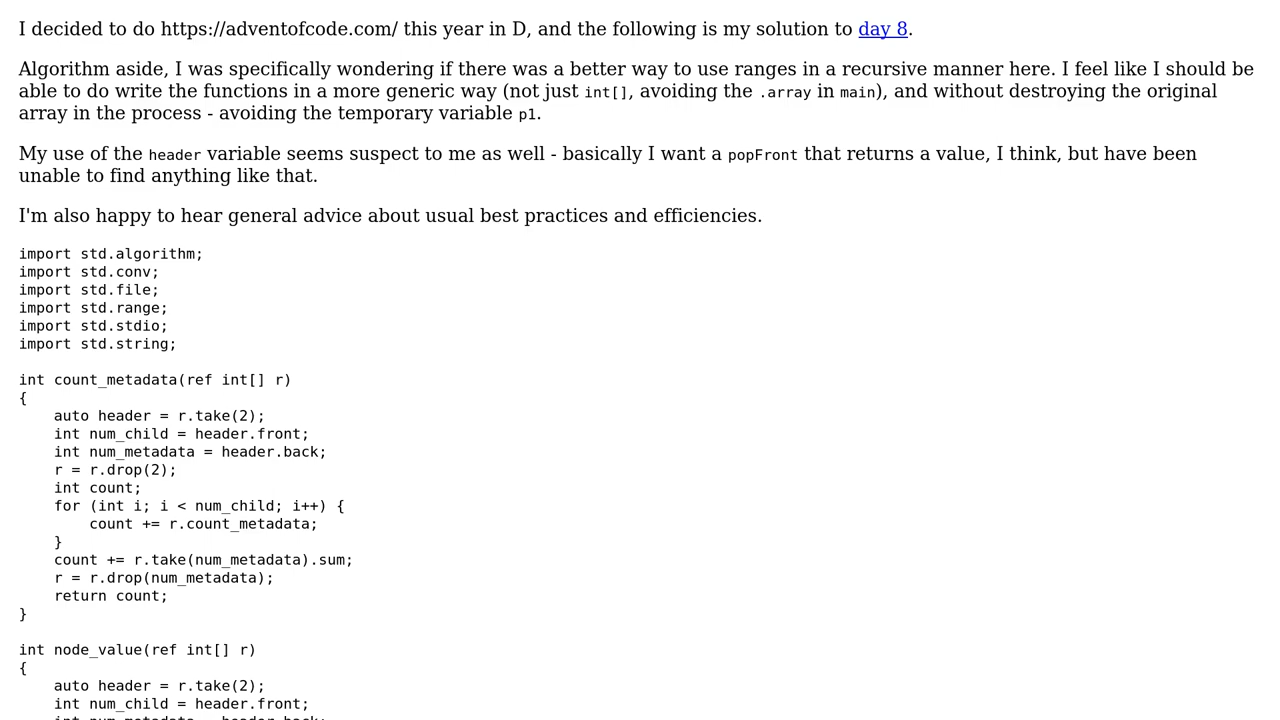 I decided to do https://adventofcode.com/ this year in D, and the following is my solution to day 8.
Algorithm aside, I was specifically wondering if there was a better way to use ranges in a recursive manner here. I feel like I should be
able to do write the functions in a more generic way (not just int[], avoiding the .array in main), and without destroying the original
array in the process - avoiding the temporary variable p1.
My use of the header variable seems suspect to me as well - basically I want a popFront that returns a value, I think, but have been
unable to find anything like that.
I'm also happy to hear general advice about usual best practices and efficiencies.
import std.algorithm;
import std.conv;
import std.file;
import std.range;
import std.stdio;
import std.string;
int count_metadata(ref int[] r)
{
    auto header = r.take(2);
    int num_child = header.front;
    int num_metadata = header.back;
    r = r.drop(2);
    int count;
    for (int i; i < num_child; i++) {
        count += r.count_metadata;
    }
    count += r.take(num_metadata).sum;
    r = r.drop(num_metadata);
    return count;
}
int node_value(ref int[] r)
{
    auto header = r.take(2);
    int num_child = header.front;
    int num_metadata = header.back;